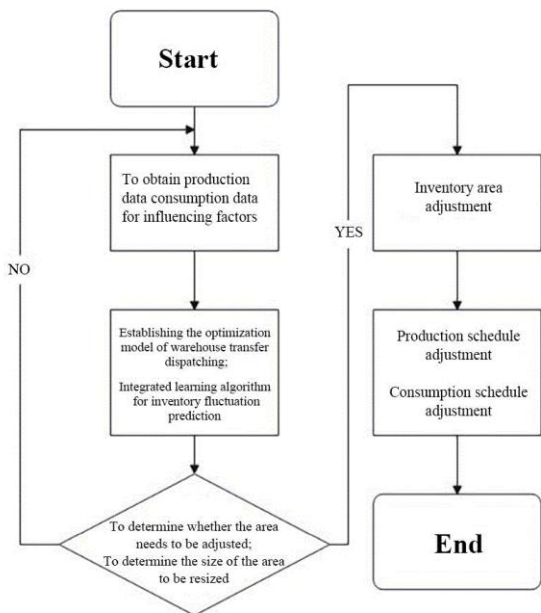 Start
To obtain production
data consumption data
for influencing factors
NO
Establishing the optimization
model of warehouse transfer
dispatching;
Integrated learning algorithm
for inventory fluctuation
prediction
To determine whether the area
needs to be adjusted;
To determine the size of the area
to be resized
YES
Inventory area
adjustment
Production schedule
adjustment
Consumption schedule
adjustment
End